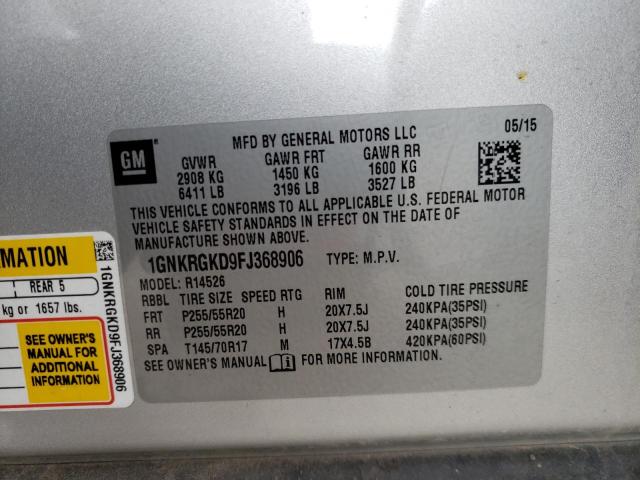 MFD BY GENERAL MOTORS LLC 05/15
GM
GVWR GAWR FRT GAWR RR
2908 KG 1450 KG 1600 KG
6411 LB 3196 LB 3527 LB
THIS VEHICLE CONFORMS TO ALL APPLICABLE U.S. FEDERAL MOTOR
VEHICLE SAFETY STANDARDS IN EFFECT ON THE DATE OF
MANUFACTURE SHOWN ABOVE.
1GNKRGKD9FJ368906 TYPE: M.P.V.
MODEL: R14526
RBBL TIRE SIZE SPEED RTG RIM COLD TIRE PRESSURE
FRT P255/55R20 H 20X7.5J 240KPA(35PSI)
RR P255/55R20 H 20X7.5J 240KPA(35PSI)
SPA T145/70R17 M 17X4.5B 420KPA(60PSI)
SEE OWNER'S MANUAL i FOR MORE INFORMATION.
REAR 5
kg or 1657 lbs.
SEE OWNER'S
MANUAL FOR
ADDITIONAL
INFORMATION
1GNKRGKD9FJ368906